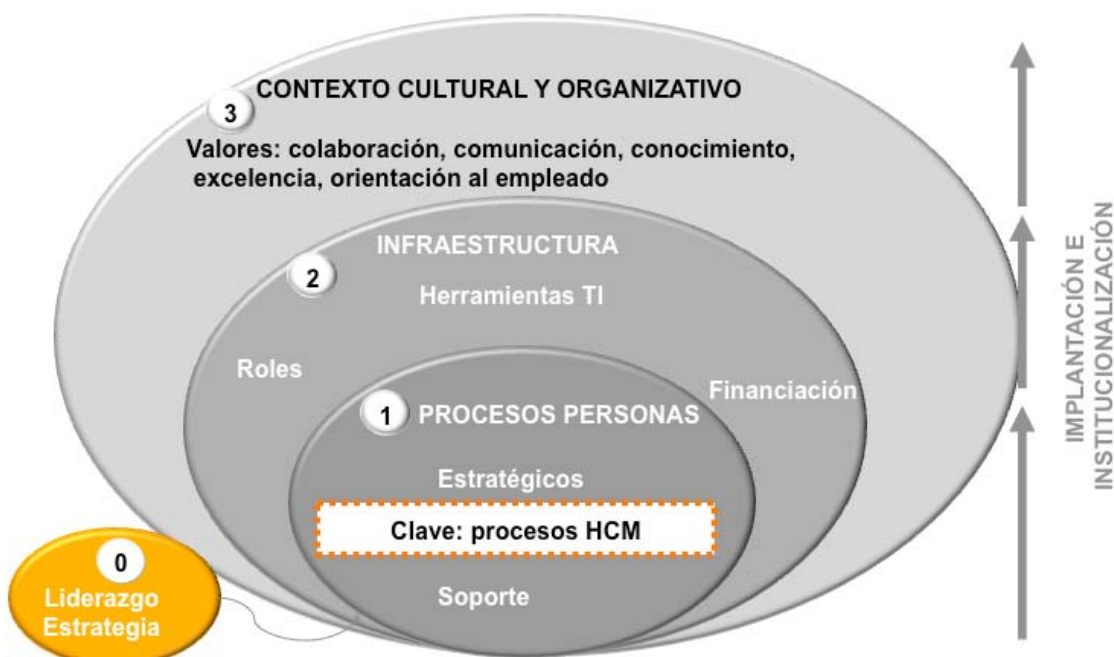 3
CONTEXTO CULTURAL Y ORGANIZATIVO
Valores: colaboración, comunicación, conocimiento,
excelencia, orientación al empleado
2
INFRAESTRUCTURA
Herramientas TI
Roles
Financiación
1
PROCESOS PERSONAS
Estratégicos
Clave: procesos HCM
Soporte
0
Liderazgo
Estrategia
IMPLANTACIÓN E
INSTITUCIONALIZACIÓN